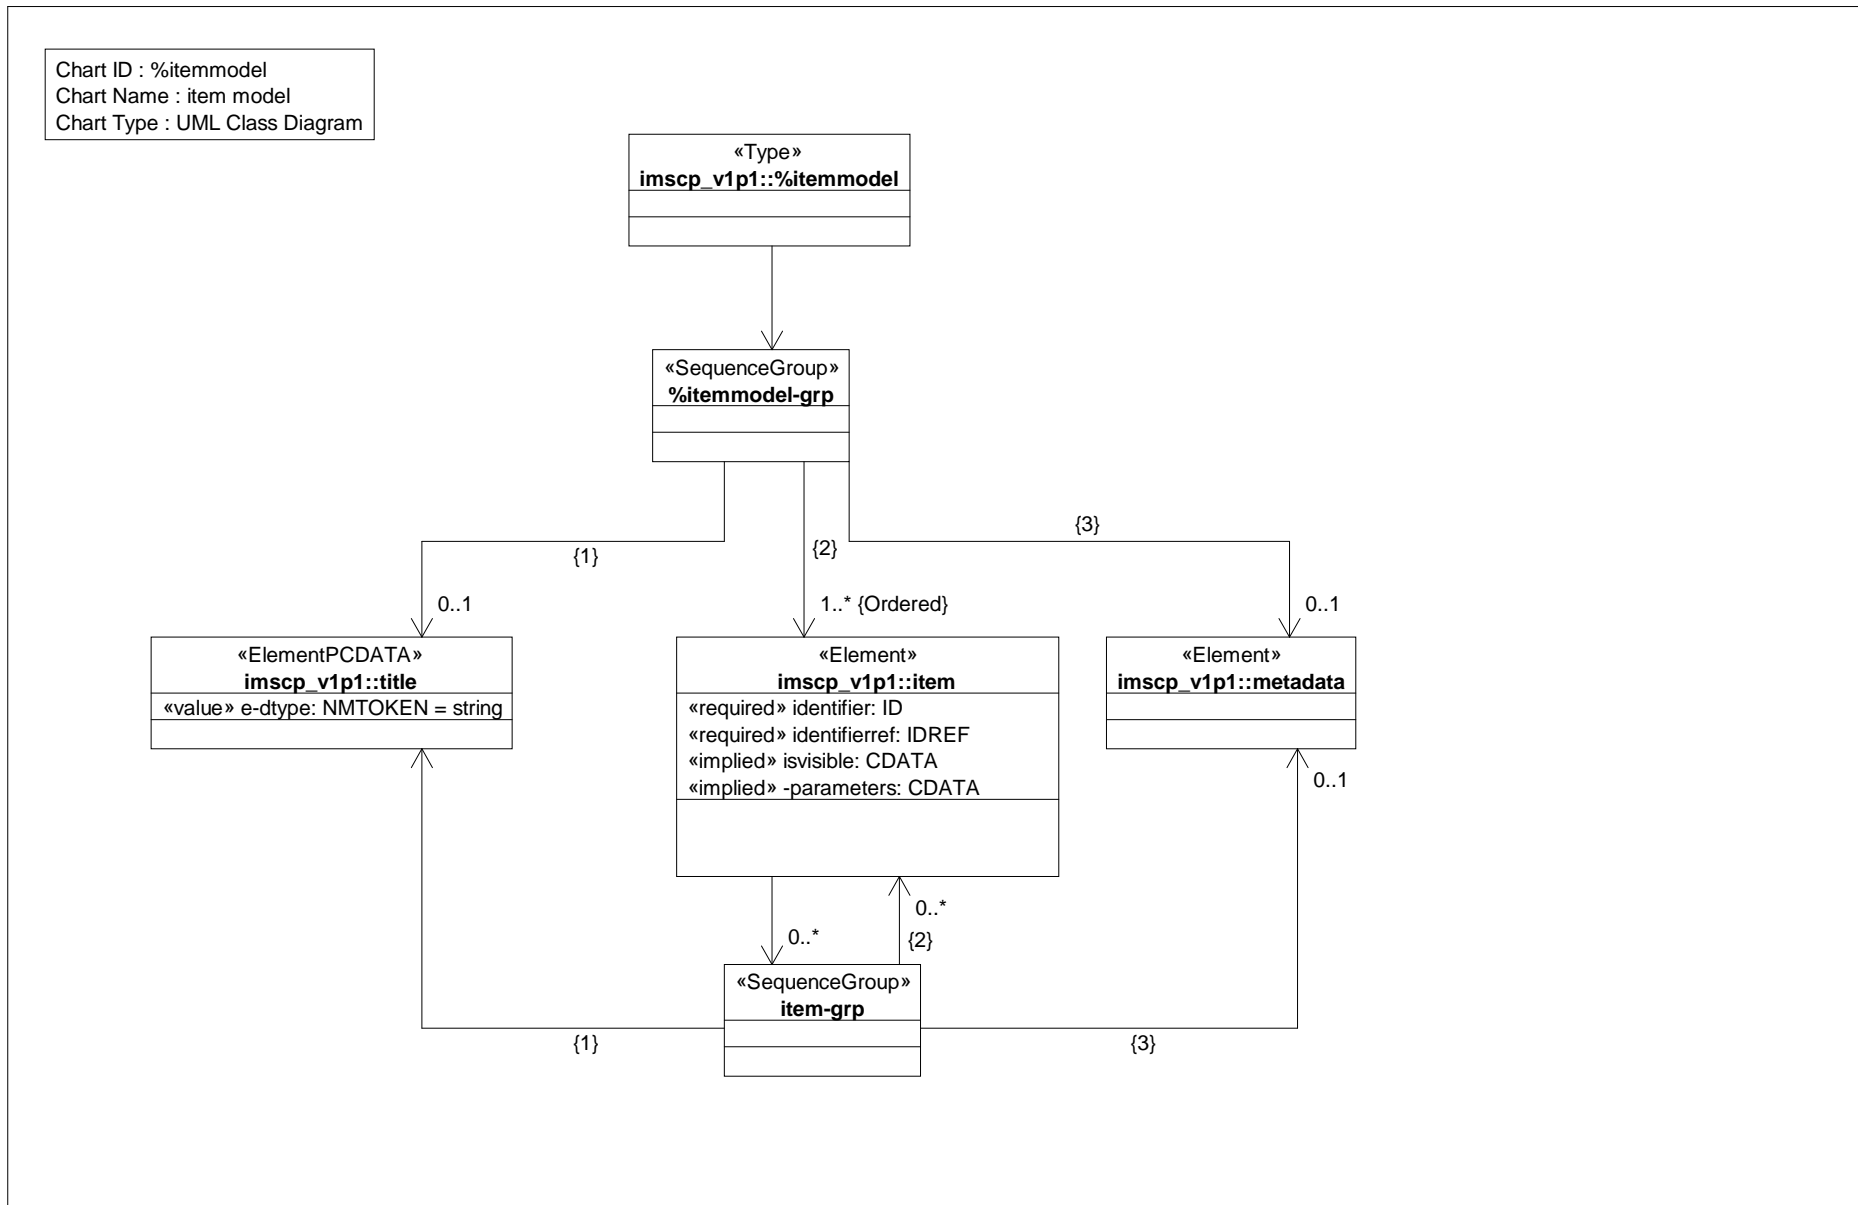 Chart ID : %itemmodel
Chart Name : item model
Chart Type : UML Class Diagram
«Type»
imscp_v1p1::%itemmodel
«SequenceGroup»
%itemmodel-grp
{1}
{2}
{3}
0..1
1..* {Ordered}
0..1
«ElementPCDATA»
imscp_v1p1::title
«value» e-dtype: NMTOKEN = string
«Element»
imscp_v1p1::item
«required» identifier: ID
«required» identifierref: IDREF
«implied» isvisible: CDATA
«implied» -parameters: CDATA
«Element»
imscp_v1p1::metadata
0..1
0..*
0..*
{2}
«SequenceGroup»
item-grp
{1}
{3}